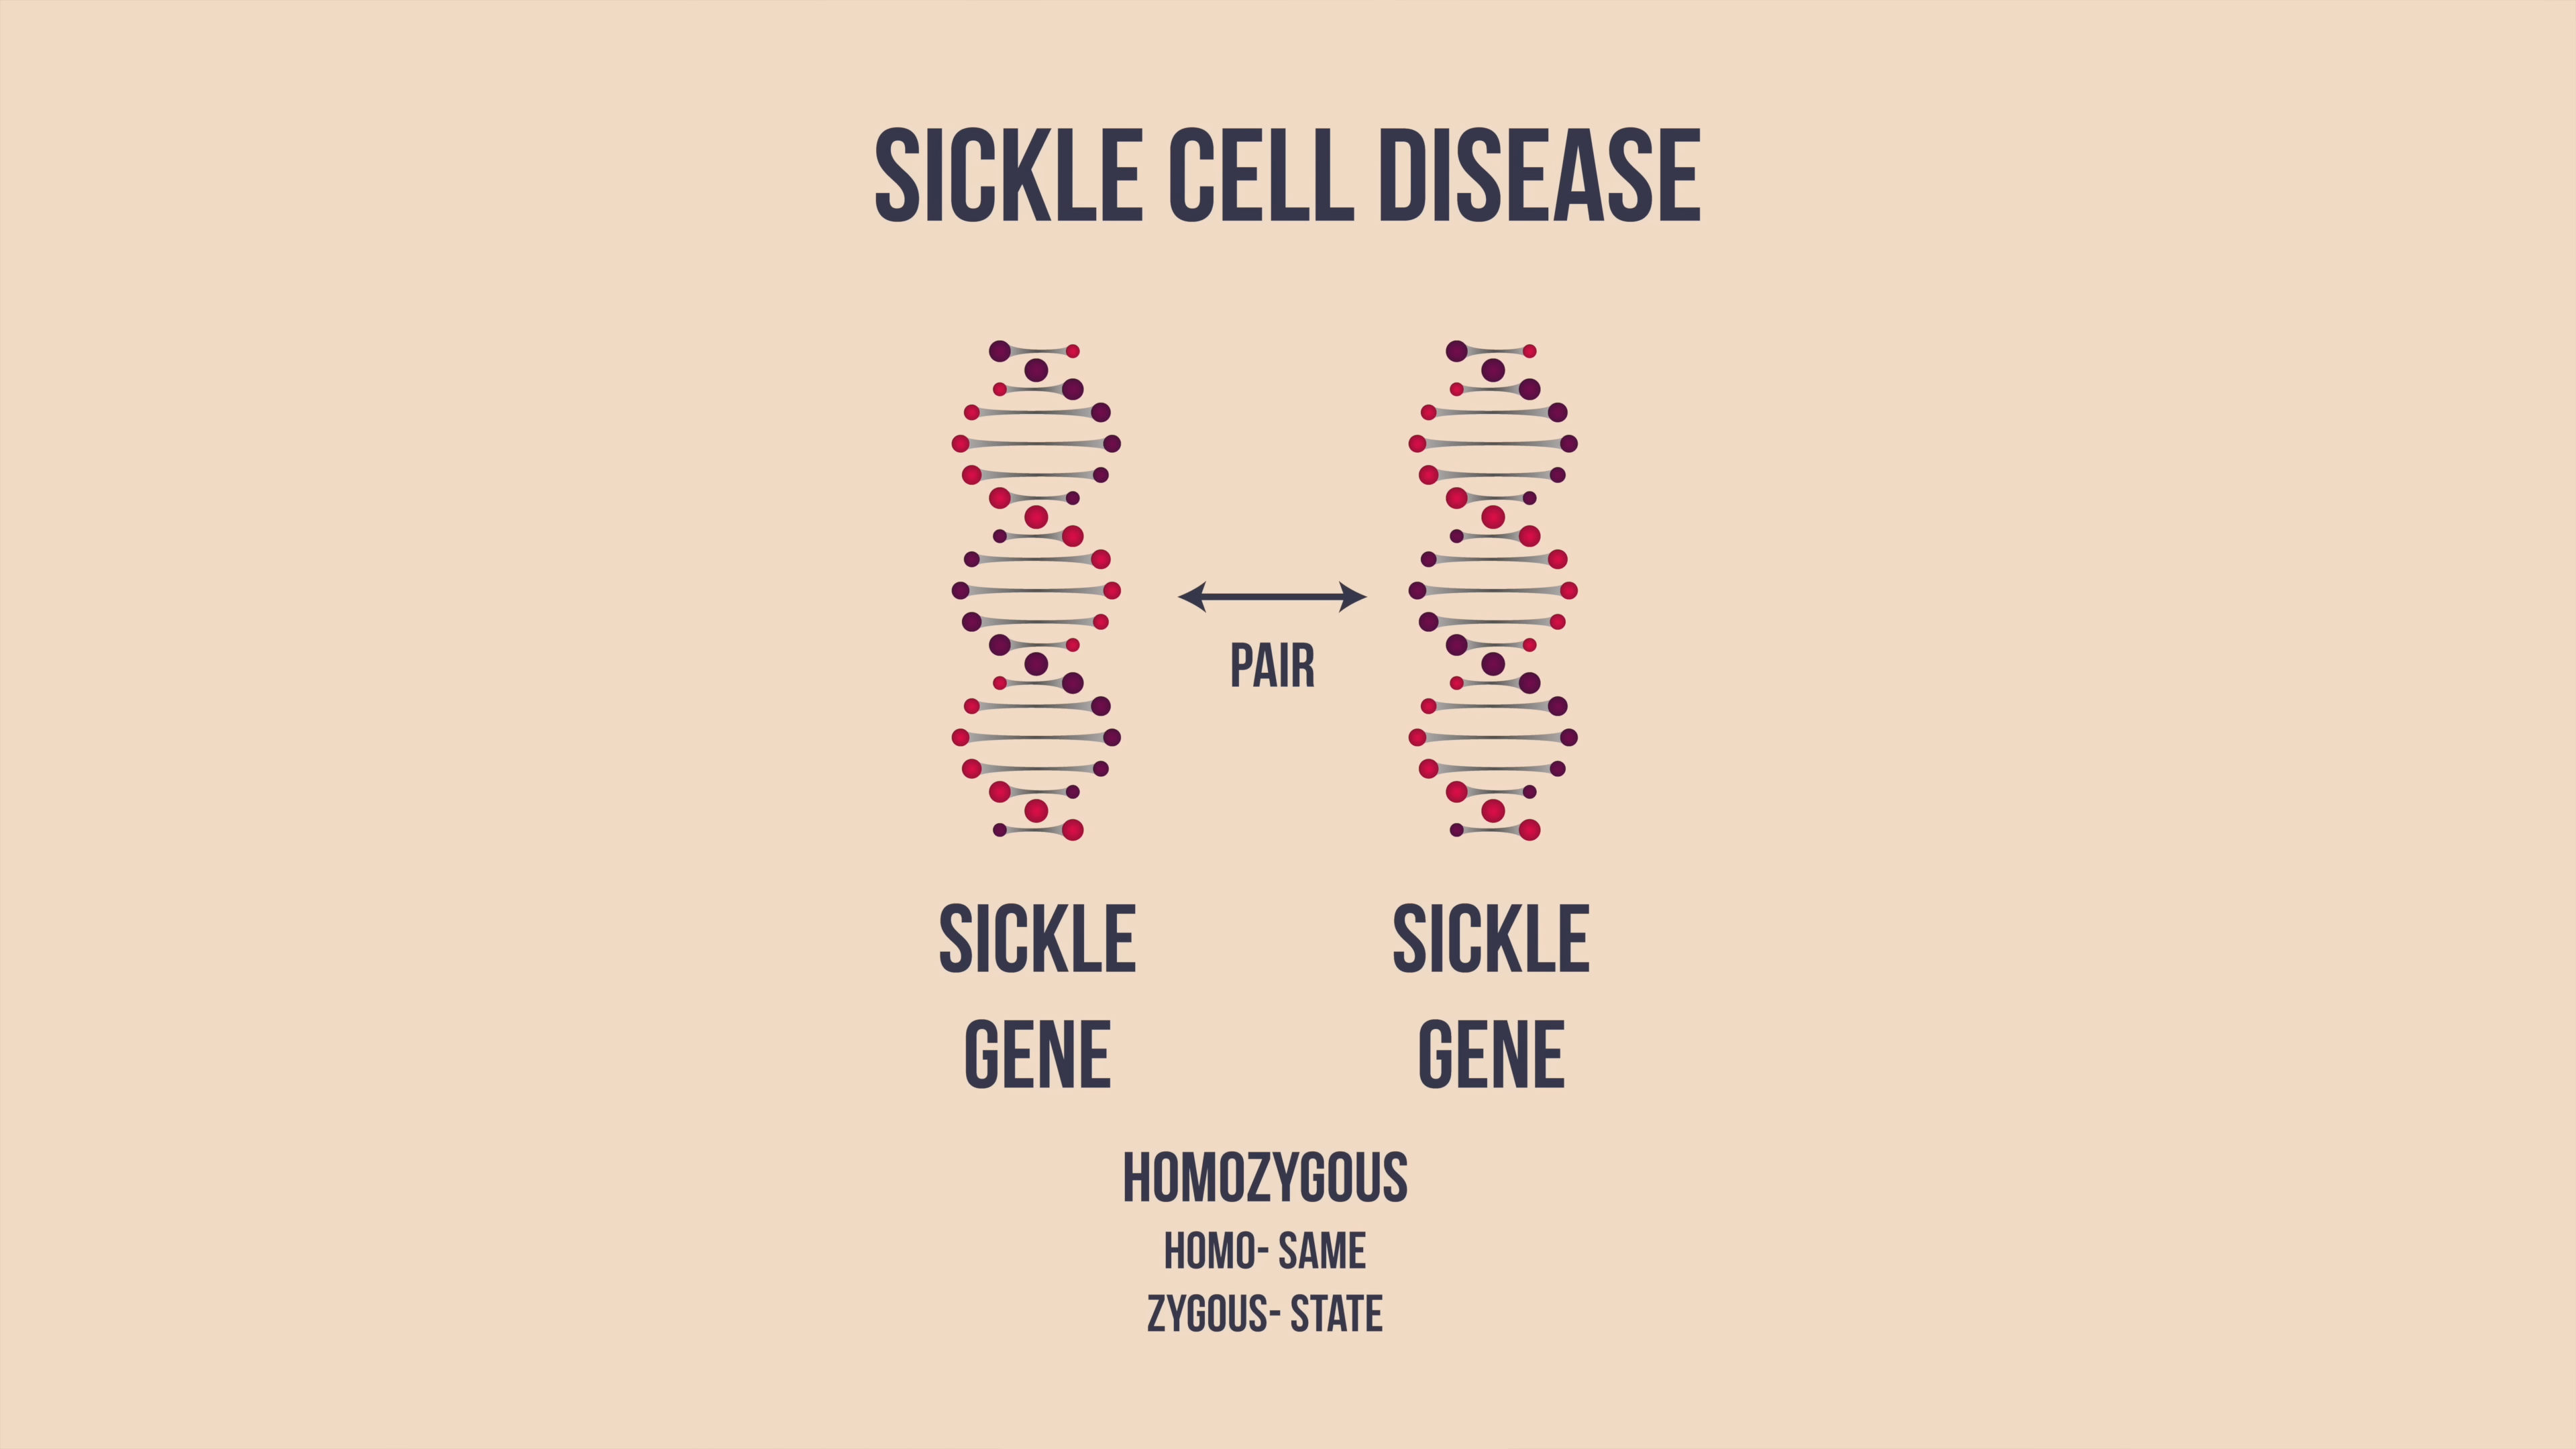 SICKLE CELL DISEASE
PAIR
SICKLE
GENE
SICKLE
GENE
HOMOZYGOUS
HOMO- SAME
ZYGOUS- STATE